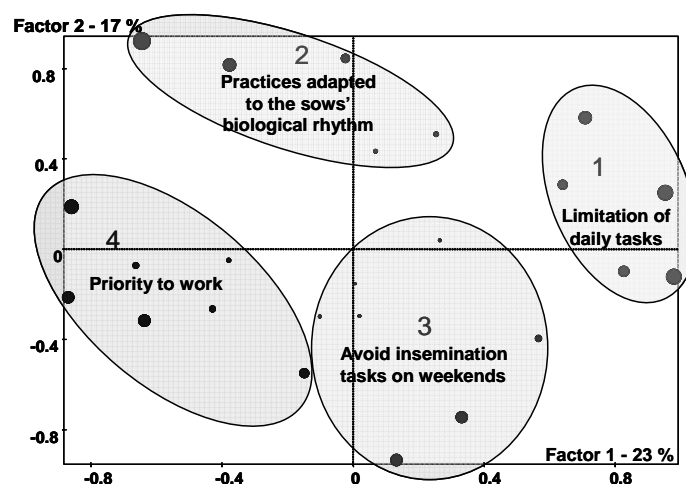 Factor 2 - 17 %
0.8
2
Practices adapted
to the sows'
biological rhythm
0.4
1
Limitation of
daily tasks
4
0
Priority to work
3
-0.4
Avoid insemination
tasks on weekends
-0.8
Factor 1 - 23 %
-0.8
-0.4
0
0.4
0.8